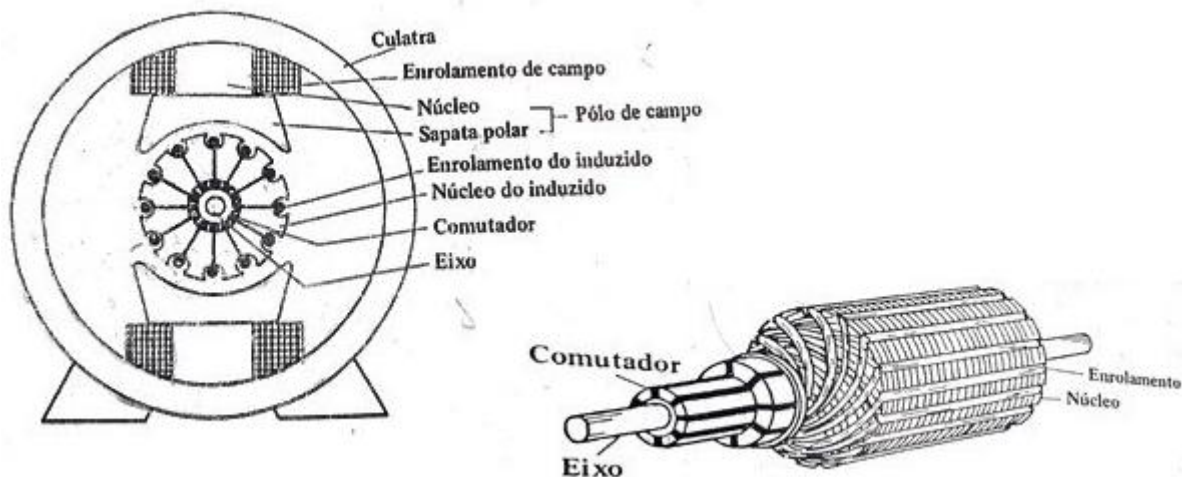 Culatra
Enrolamento de campo
Núcleo
Sapata polar
Pólo de campo
Enrolamento do induzido
Núcleo do induzido
Comutador
Eixo
Comutador
Enrolamento
Núcleo
Eixo